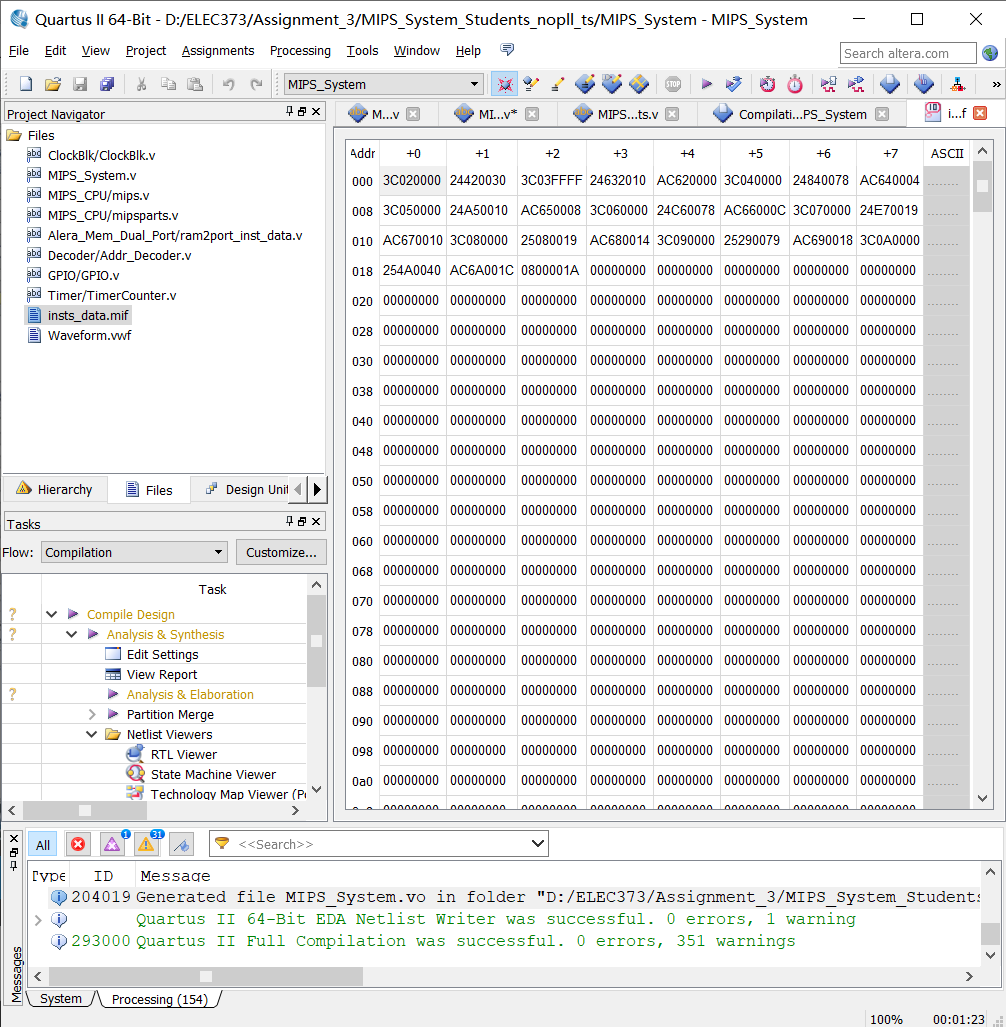 Quartus II 64-Bit - D:/ELEC373/Assignment_3/MIPS_System_Students_nopll_ts/MIPS_System - MIPS_System
File Edit View Project Assignments Processing Tools Window Help
Search altera.com
MIPS_System
STOP
»
Project Navigator
Files
ClockBlk/ClockBlk.v
MIPS_System.v
MIPS_CPU/mips.v
MIPS_CPU/mipsparts.v
Alera_Mem_Dual_Port/ram2port_inst_data.v
Decoder/Addr_Decoder.v
GPIO/GPIO.v
Timer/TimerCounter.v
insts_data.mif
Waveform.vwf
Hierarchy Files Design Unit
Tasks
Flow: Compilation Customize...
Task
? Compile Design
? Analysis & Synthesis
Edit Settings
View Report
? Analysis & Elaboration
Partition Merge
Netlist Viewers
RTL Viewer
State Machine Viewer
Technology Map Viewer (Po
M...v MI...v* MIPS...ts.v Compilati...PS_System i...f
Addr +0 +1 +2 +3 +4 +5 +6 +7 ASCII
000 3C020000 24420030 3C03FFFF 24632010 AC620000 3C040000 24840078 AC640004 ........
008 3C050000 24A50010 AC650008 3C060000 24C60078 AC66000C 3C070000 24E70019 ........
010 AC670010 3C080000 25080019 AC680014 3C090000 25290079 AC690018 3C0A0000 ........
018 254A0040 AC6A001C 0800001A 00000000 00000000 00000000 00000000 00000000 ........
020 00000000 00000000 00000000 00000000 00000000 00000000 00000000 00000000 ........
028 00000000 00000000 00000000 00000000 00000000 00000000 00000000 00000000 ........
030 00000000 00000000 00000000 00000000 00000000 00000000 00000000 00000000 ........
038 00000000 00000000 00000000 00000000 00000000 00000000 00000000 00000000 ........
040 00000000 00000000 00000000 00000000 00000000 00000000 00000000 00000000 ........
048 00000000 00000000 00000000 00000000 00000000 00000000 00000000 00000000 ........
050 00000000 00000000 00000000 00000000 00000000 00000000 00000000 00000000 ........
058 00000000 00000000 00000000 00000000 00000000 00000000 00000000 00000000 ........
060 00000000 00000000 00000000 00000000 00000000 00000000 00000000 00000000 ........
068 00000000 00000000 00000000 00000000 00000000 00000000 00000000 00000000 ........
070 00000000 00000000 00000000 00000000 00000000 00000000 00000000 00000000 ........
078 00000000 00000000 00000000 00000000 00000000 00000000 00000000 00000000 ........
080 00000000 00000000 00000000 00000000 00000000 00000000 00000000 00000000 ........
088 00000000 00000000 00000000 00000000 00000000 00000000 00000000 00000000 ........
090 00000000 00000000 00000000 00000000 00000000 00000000 00000000 00000000 ........
098 00000000 00000000 00000000 00000000 00000000 00000000 00000000 00000000 ........
0a0 00000000 00000000 00000000 00000000 00000000 00000000 00000000 00000000 ........
All 1 31 <<Search>>
Type ID Message
204019 Generated file MIPS_System.vo in folder "D:/ELEC373/Assignment_3/MIPS_System_Students
Quartus II 64-Bit EDA Netlist Writer was successful. 0 errors, 1 warning
293000 Quartus II Full Compilation was successful. 0 errors, 351 warnings
Messages
System Processing (154)
100% 00:01:23